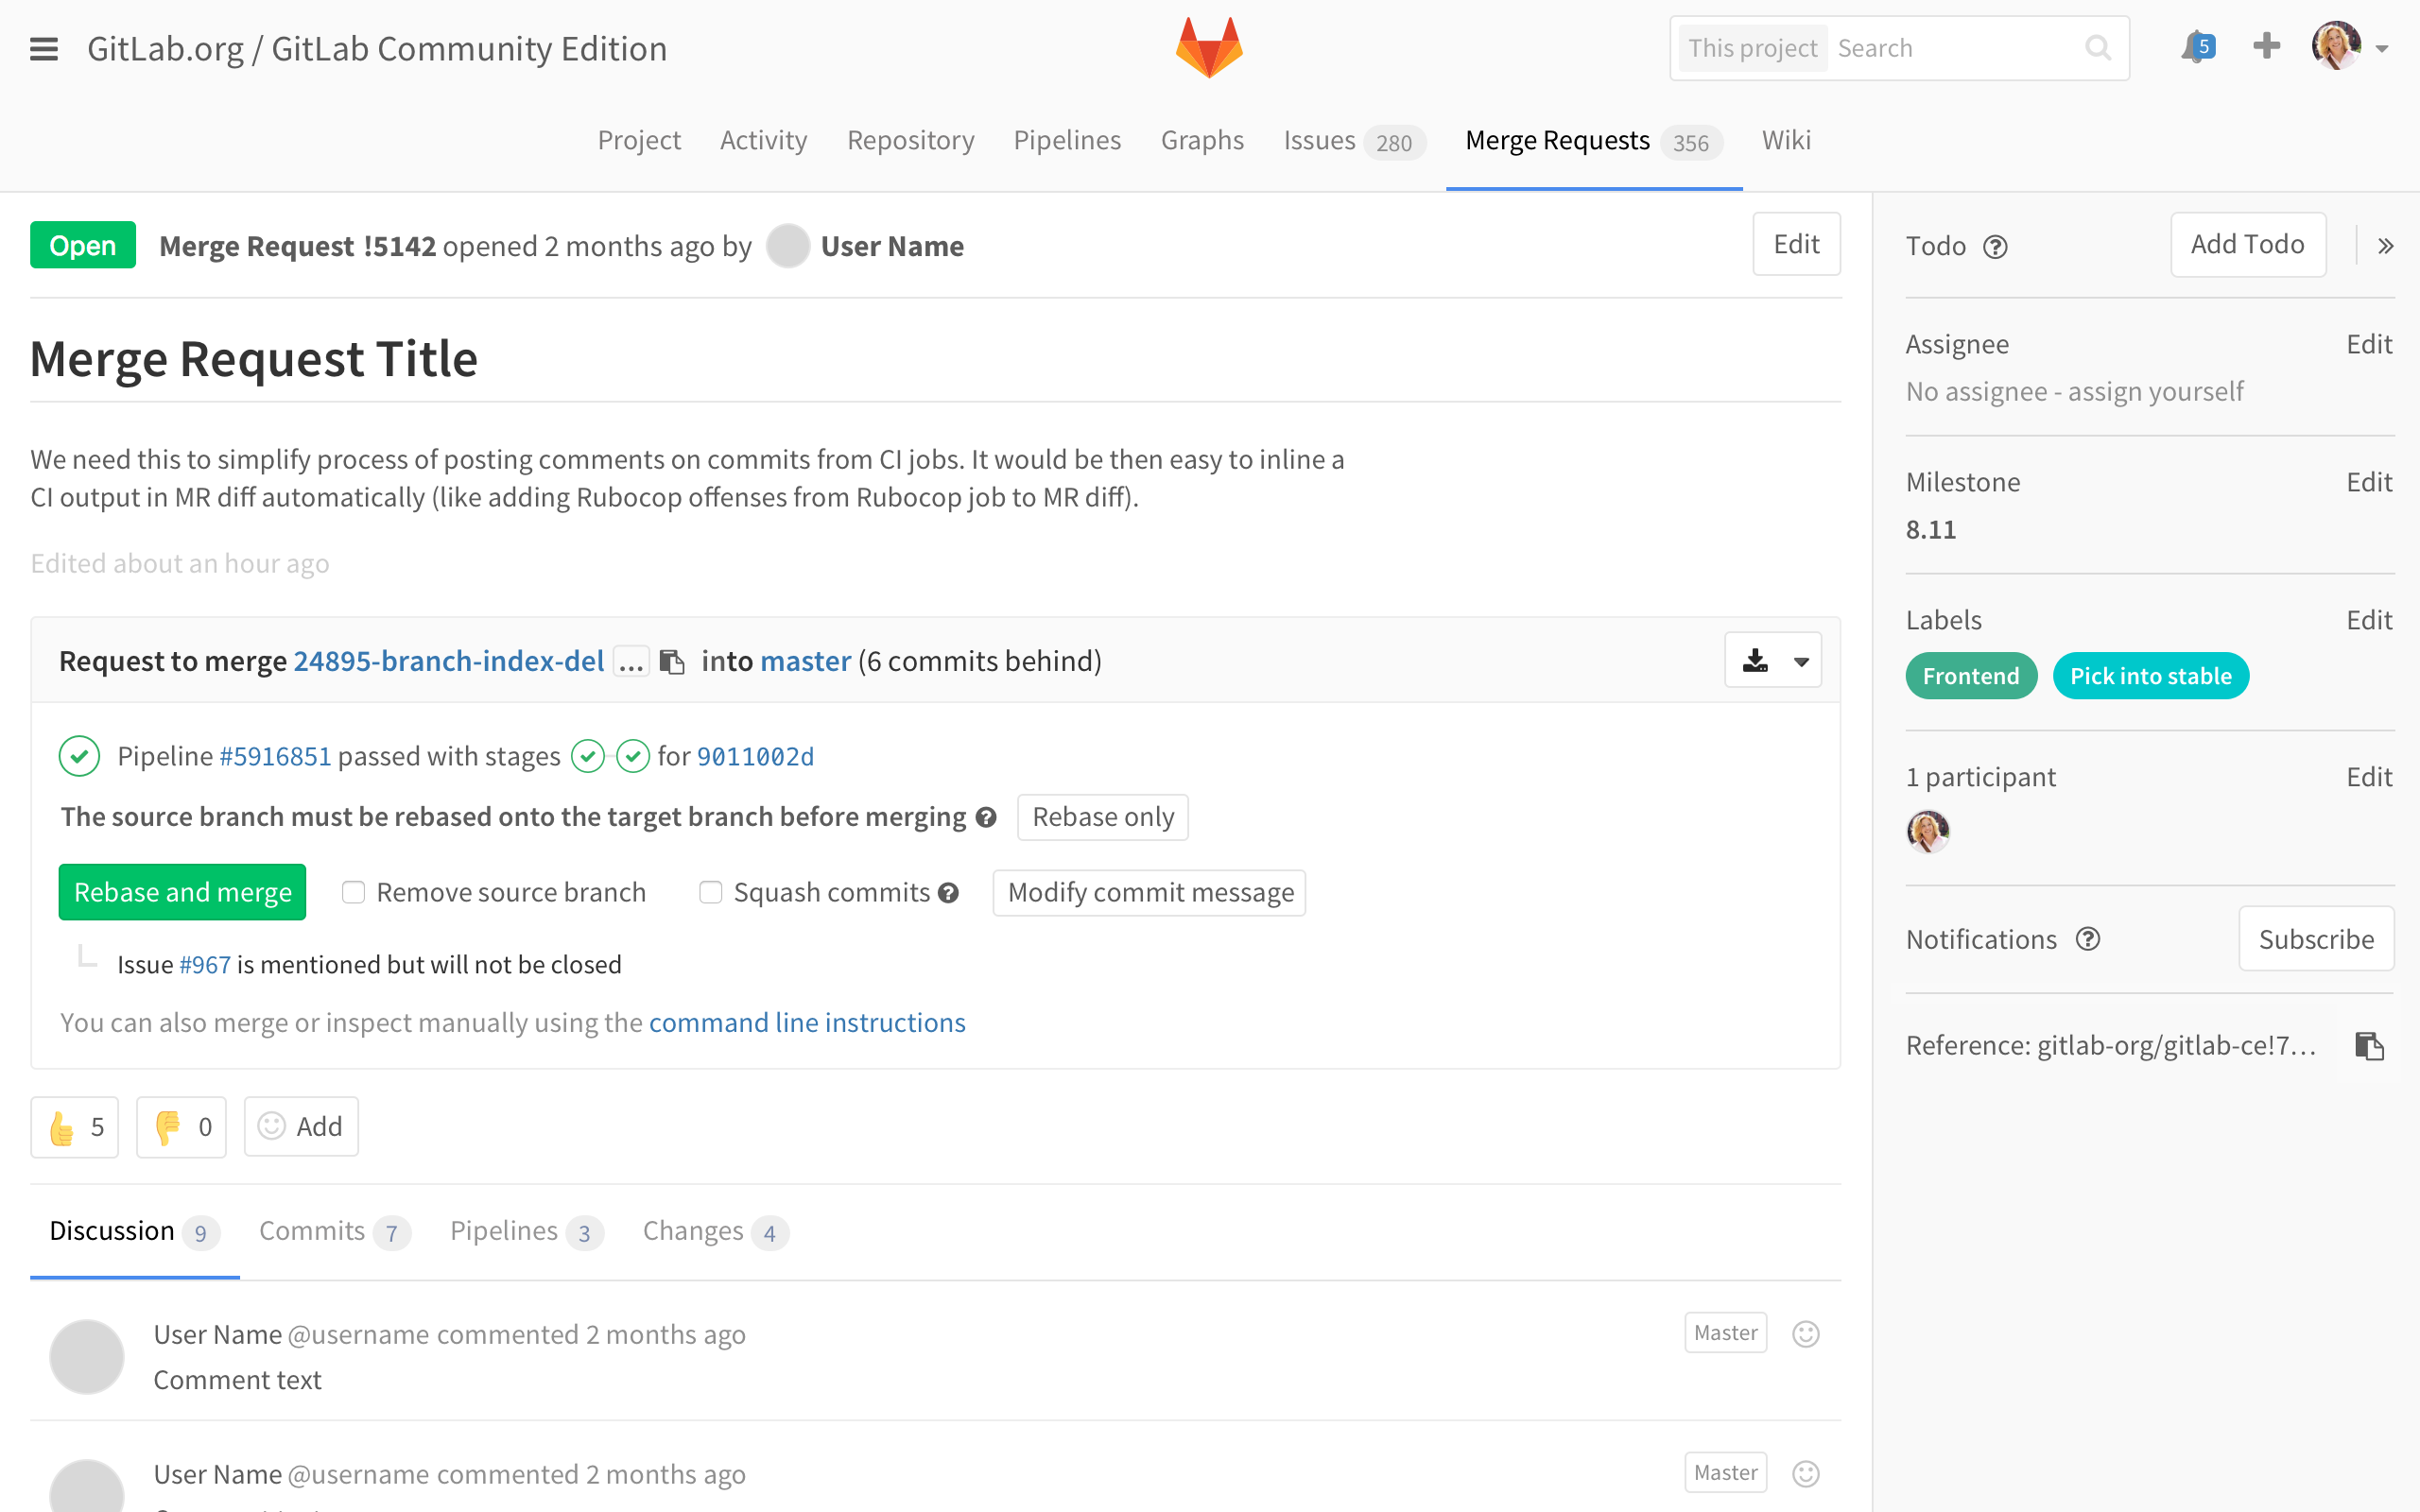 GitLab.org / GitLab Community Edition
This project Search
5
Project Activity Repository Pipelines Graphs Issues 280 Merge Requests 356 Wiki
Open Merge Request !5142 opened 2 months ago by User Name Edit
Merge Request Title
We need this to simplify process of posting comments on commits from CI jobs. It would be then easy to inline a
CI output in MR diff automatically (like adding Rubocop offenses from Rubocop job to MR diff).
Edited about an hour ago
Request to merge 24895-branch-index-del ... into master (6 commits behind)
Pipeline #5916851 passed with stages for 9011002d
The source branch must be rebased onto the target branch before merging Rebase only
Rebase and merge Remove source branch Squash commits Modify commit message
Issue #967 is mentioned but will not be closed
You can also merge or inspect manually using the command line instructions
5 0 Add
Discussion 9 Commits 7 Pipelines 3 Changes 4
User Name @username commented 2 months ago Master
Comment text
User Name @username commented 2 months ago Master
Todo Add Todo
Assignee Edit
No assignee - assign yourself
Milestone Edit
8.11
Labels Edit
Frontend Pick into stable
1 participant Edit
Notifications Subscribe
Reference: gitlab-org/gitlab-ce!7...